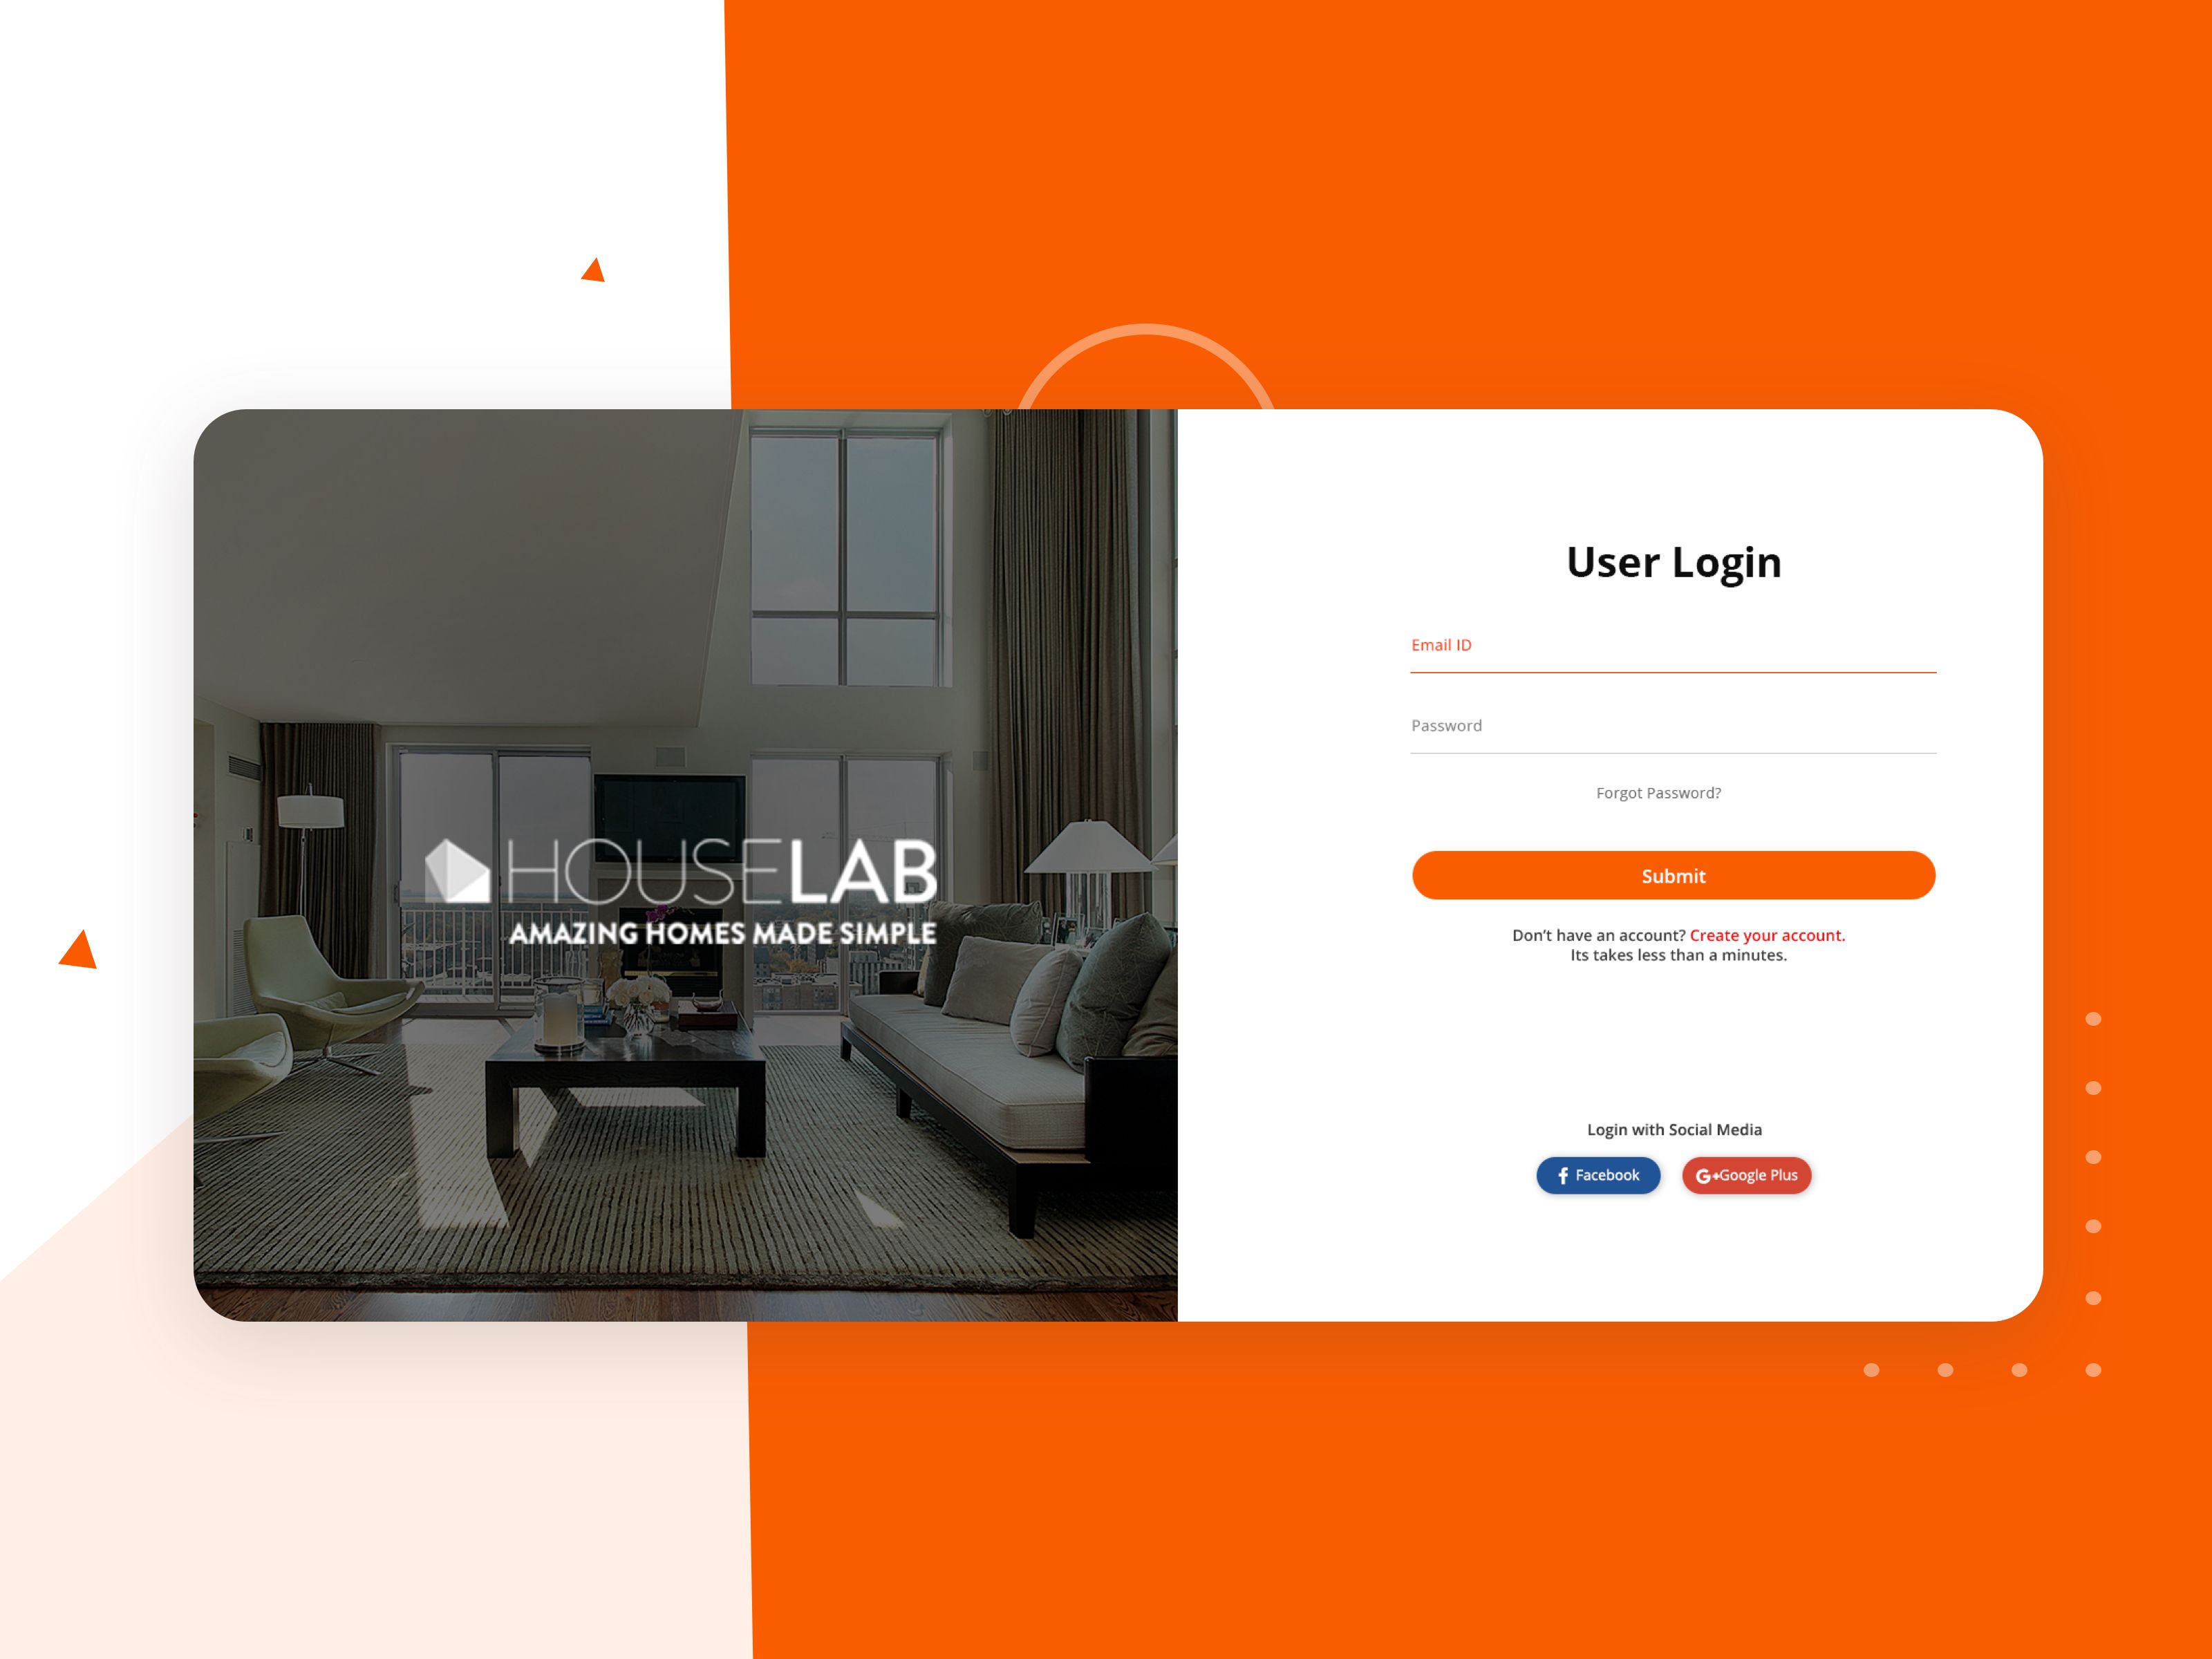 HOUSELAB
AMAZING HOMES MADE SIMPLE
User Login
Email ID
Password
Forgot Password?
Submit
Don’t have an account? Create your account.
Its takes less than a minutes.
Login with Social Media
Facebook
G+Google Plus